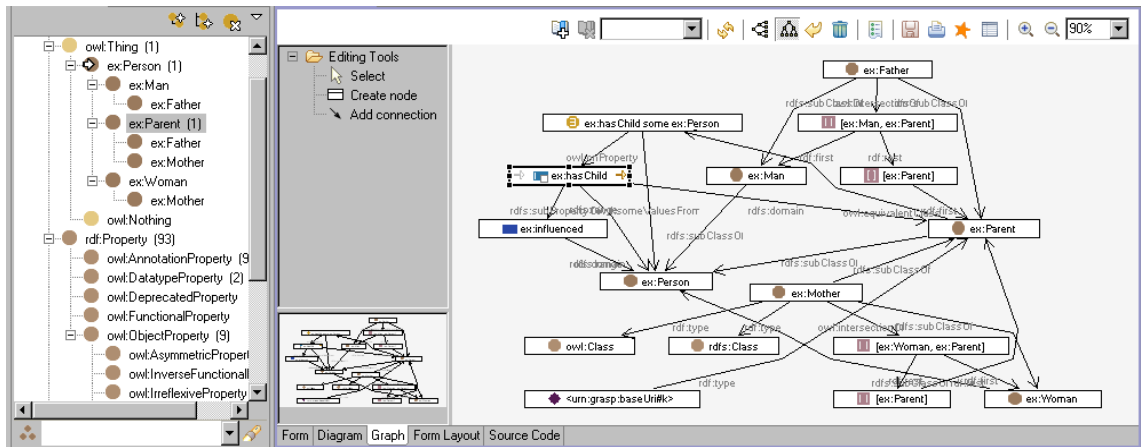 owl:Thing (1)
ex:Person (1)
ex:Man
ex:Father
ex:Parent (1)
ex:Father
ex:Mother
ex:Woman
ex:Mother
owl:Nothing
rdf:Property (93)
owl:AnnotationProperty (9
owl:DatatypeProperty (2)
owl:DeprecatedProperty
owl:FunctionalProperty
owl:ObjectProperty (9)
owl:AsymmetricPropert
owl:InverseFunctionall
owl:IrreflexiveProperty
90%
Editing Tools
Select
Create node
Add connection
ex:Father
rdfs:subClassOf
ex:hasChild some ex:Person
[ex:Man, ex:Parent]
rdf:first
ex:hasChild
ex:Man
[ex:Parent]
rdfs:domain
ex:influenced
ex:Parent
rdfs:subClassOf
rdfs:subClassOf
ex:Person
ex:Mother
rdf:type
rdf:type
rdfs:subClassOf
owl:Class
rdfs:Class
[ex:Woman, ex:Parent]
rdf:type
<urn:grasp:baseUri#k>
[ex:Parent]
ex:Woman
Form Diagram Graph Form Layout Source Code